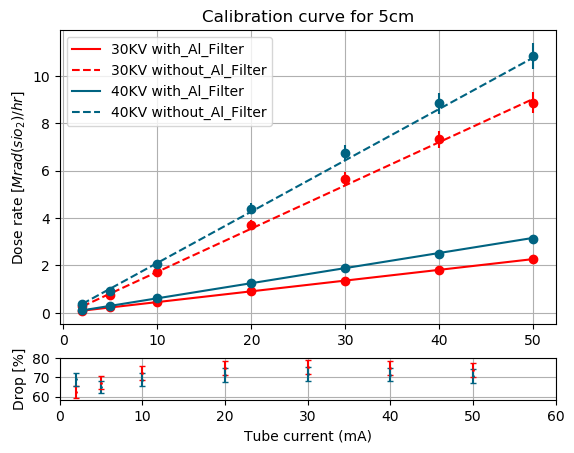 Calibration curve for 5cm
Dose rate [Mrad(sio₂)/hr]
10
8
6
4
2
0
30KV with_Al_Filter
30KV without_Al_Filter
40KV with_Al_Filter
40KV without_Al_Filter
0 10 20 30 40 50
Drop [%]
80
70
60
0 10 20 30 40 50 60
Tube current (mA)